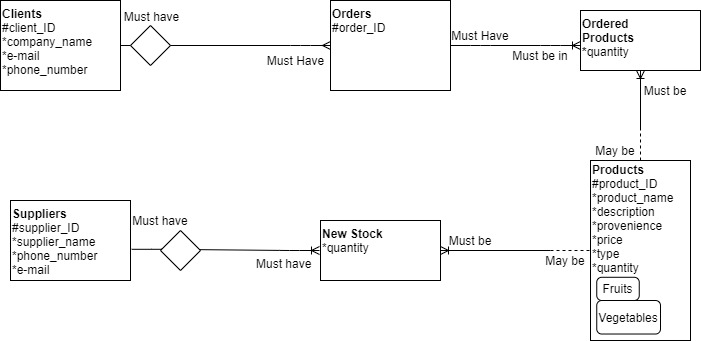 Clients
#client_ID
*company_name
*e-mail
*phone_number
Must have
Must Have
Orders
#order_ID
Must Have
Must be in
Ordered
Products
*quantity
Must be
May be
Products
#product_ID
*product_name
*description
*provenience
*price
*type
*quantity
Fruits
Vegetables
Suppliers
#supplier_ID
*supplier_name
*phone_number
*e-mail
Must have
Must have
New Stock
*quantity
Must be
May be